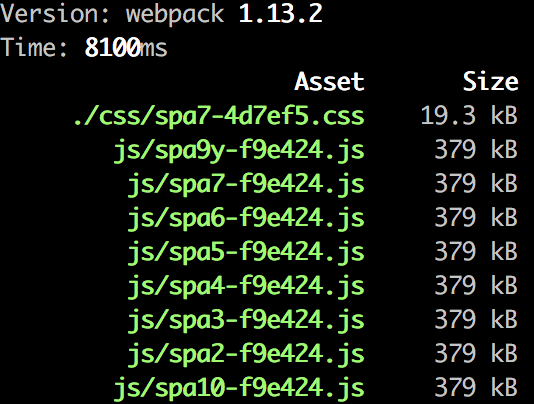 Version: webpack 1.13.2
Time: 8100ms
Asset Size
./css/spa7-4d7ef5.css 19.3 kB
js/spa9y-f9e424.js 379 kB
js/spa7-f9e424.js 379 kB
js/spa6-f9e424.js 379 kB
js/spa5-f9e424.js 379 kB
js/spa4-f9e424.js 379 kB
js/spa3-f9e424.js 379 kB
js/spa2-f9e424.js 379 kB
js/spa10-f9e424.js 379 kB